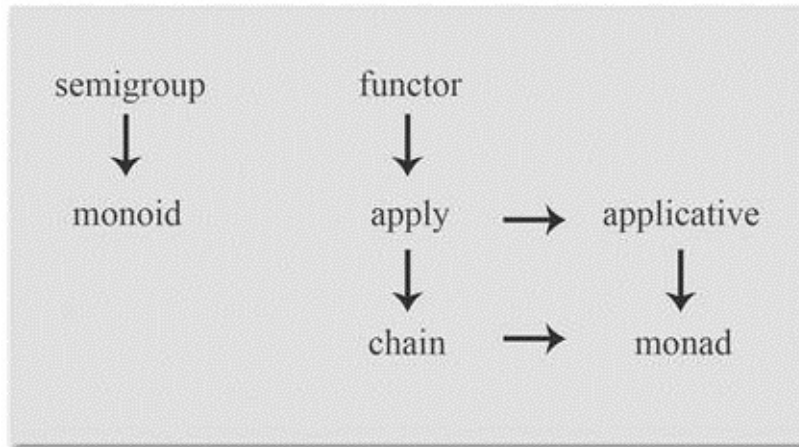 semigroup functor
monoid apply applicative
chain monad